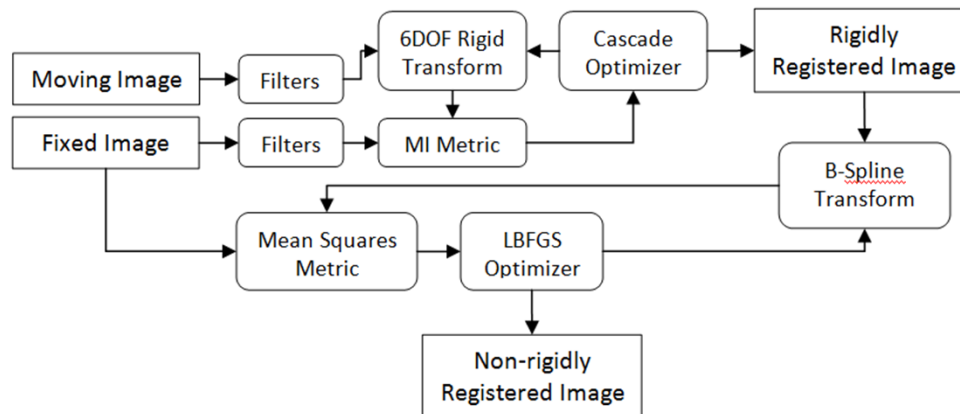 Moving Image
Filters
6DOF Rigid
Transform
Cascade
Optimizer
Rigidly
Registered Image
Fixed Image
Filters
MI Metric
B-Spline
Transform
Mean Squares
Metric
LBFGS
Optimizer
Non-rigidly
Registered Image